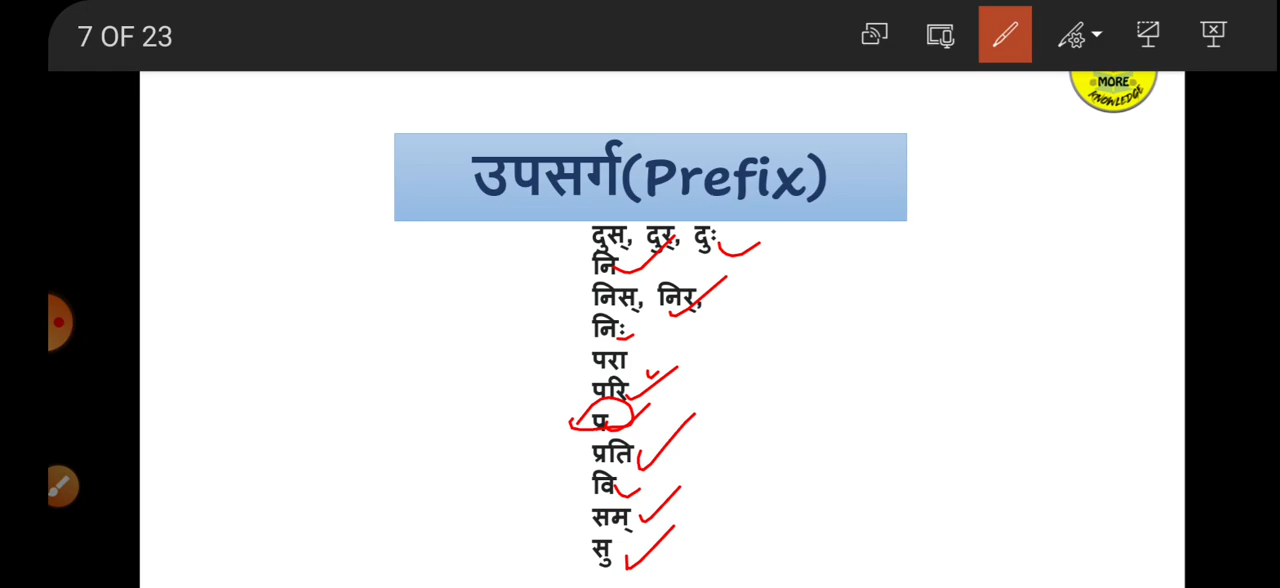 7 OF 23
MORE
KNOWLEDGE
उपसर्ग(Prefix)
दुस्, दुर्, दुः
नि
निस्, निर्,
निः
परा
परि
प्र
प्रति
वि
सम्
सु